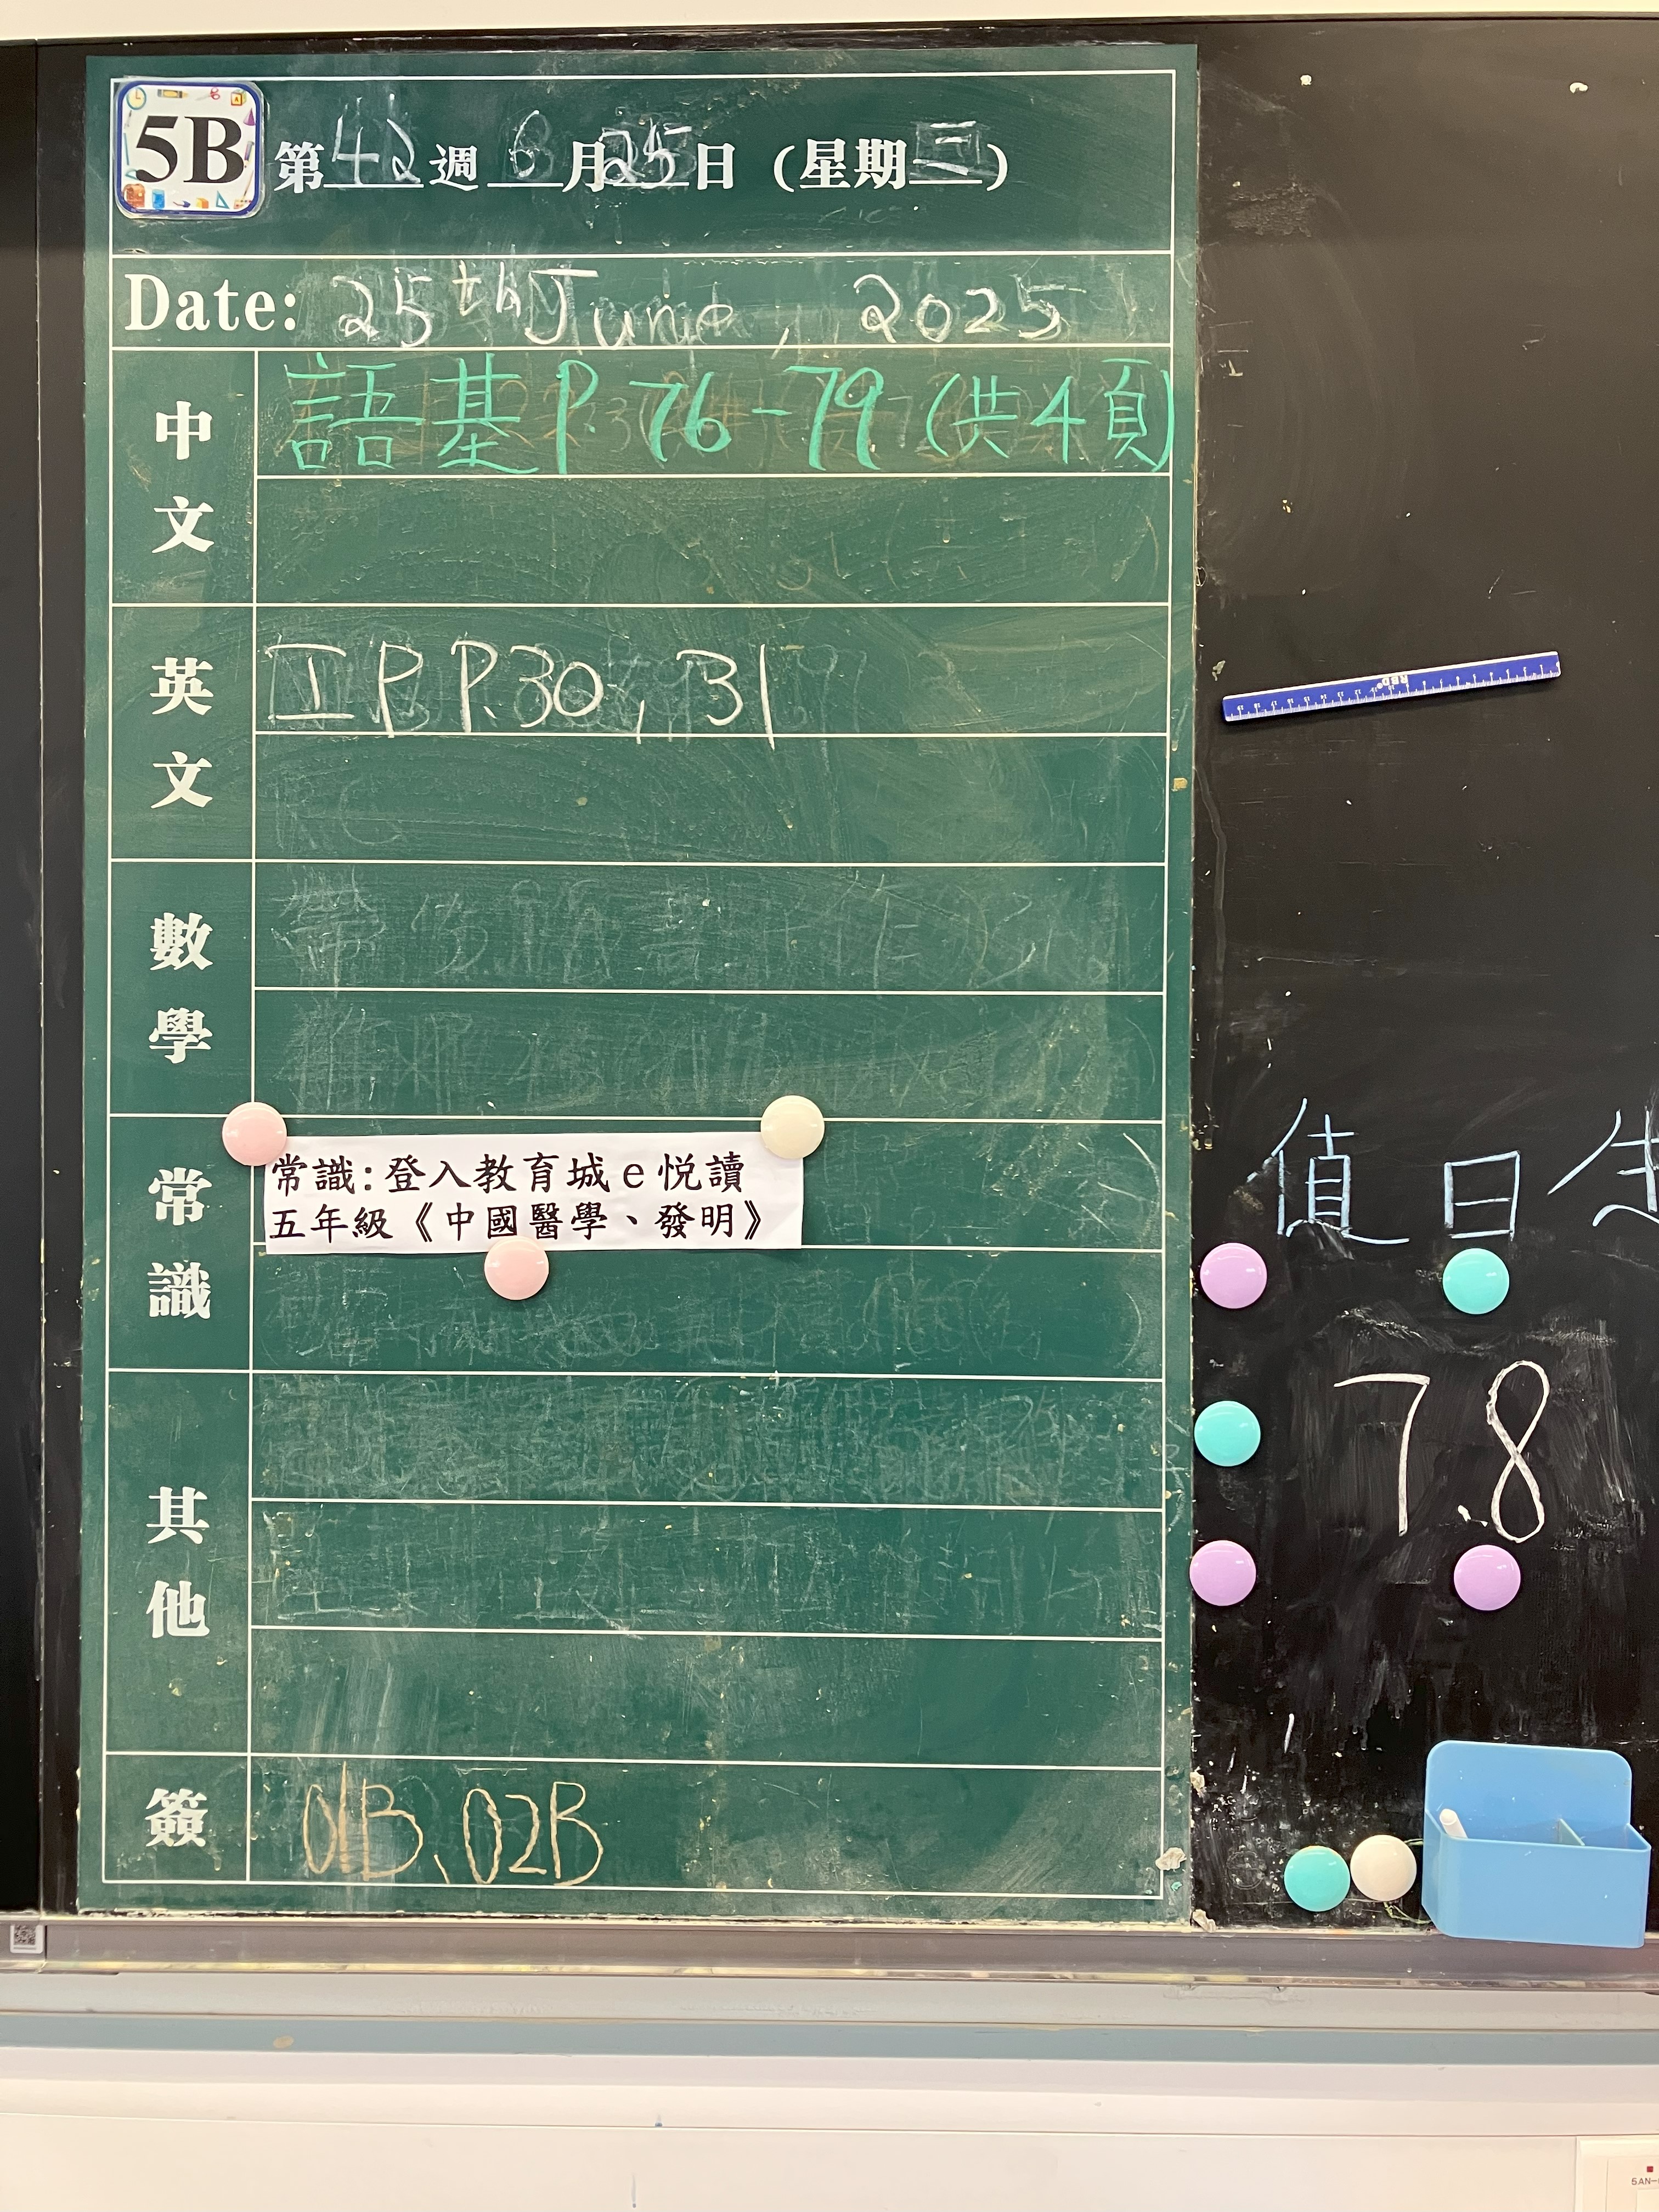 5B 第42週 6月25日 (星期三)
Date: 25th June, 2025
中文
語基 P.76-79 (共4頁)
英文
IP P.30, 31
數學
常識
常識:登入教育城e悅讀
五年級《中國醫學、發明》
其他
簽
01B、02B
值日生
7.8
RBD
5AN-